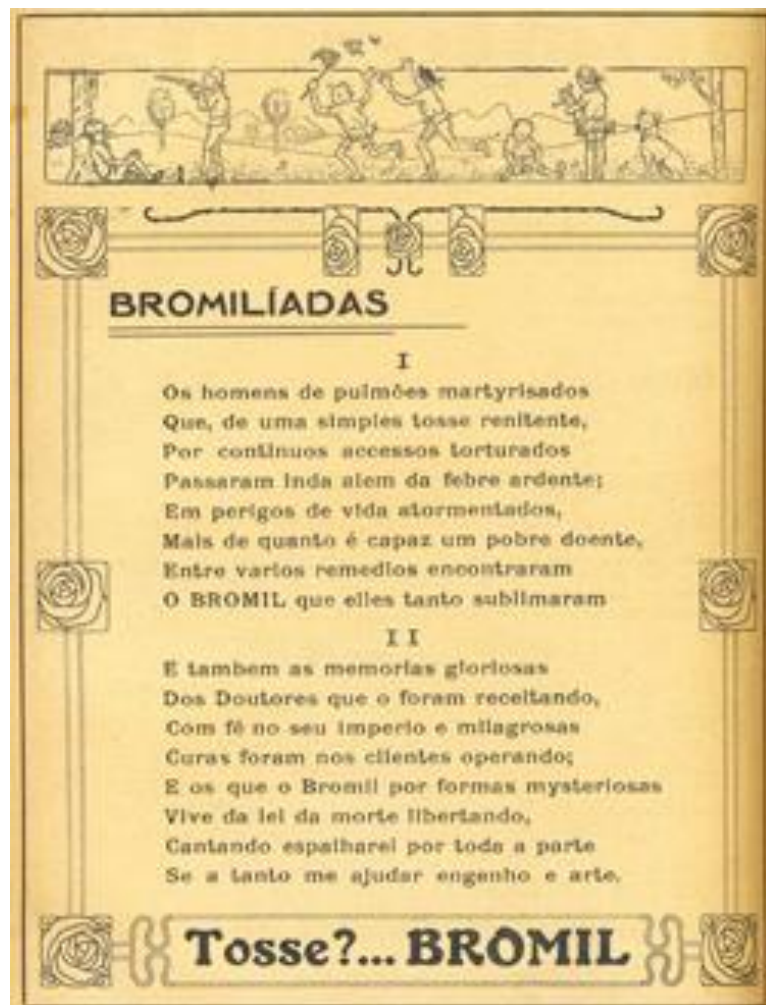 BROMILÍADAS
I
Os homens de pulmões martyrisados
Que, de uma simples tosse renitente,
Por continuos accessos torturados
Passaram inda alem da febre ardente;
Em perigos de vida atormentados,
Mais de quanto é capaz um pobre doente,
Entre varios remedios encontraram
O BROMIL que elles tanto sublimaram
II
E tambem as memorias gloriosas
Dos Doutores que o foram receitando,
Com fé no seu imperio e milagrosas
Curas foram nos clientes operando;
E os que o Bromil por formas mysteriosas
Vive da lei da morte libertando,
Cantando espalharei por toda a parte
Se a tanto me ajudar engenho e arte.
Tosse?... BROMIL